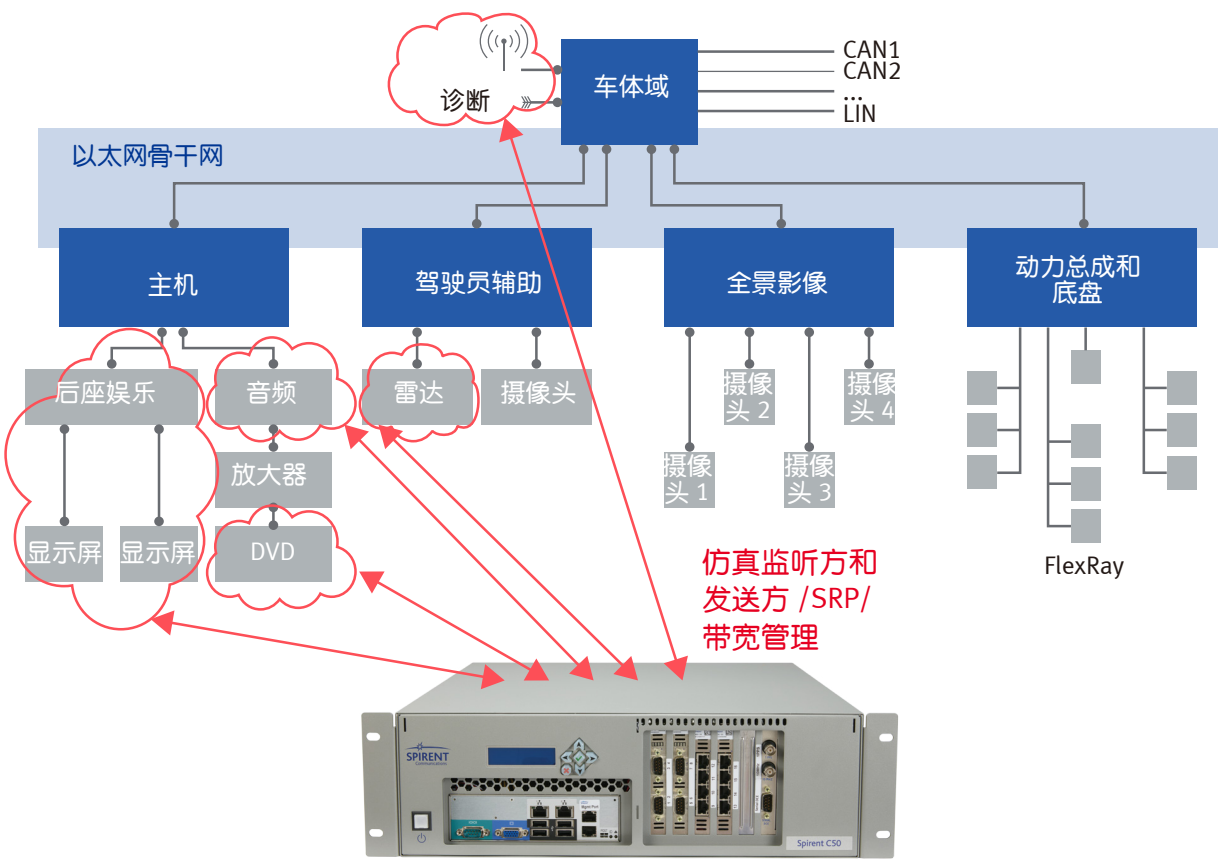 诊断
车体域
CAN1
CAN2
...
LIN
以太网骨干网
主机
驾驶员辅助
全景影像
动力总成和
底盘
后座娱乐
音频
雷达
摄像头
摄像
头 2
摄像
头 4
放大器
摄像
头 1
摄像
头 3
显示屏
显示屏
DVD
FlexRay
仿真监听方和
发送方 /SRP/
带宽管理
SPIRENT
Communications
Mgmt Port
Spirent C50